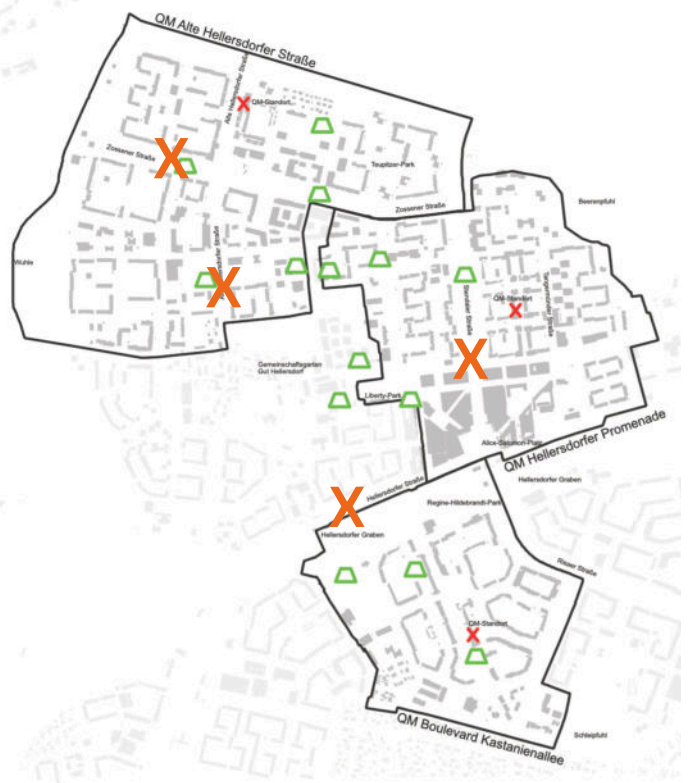 QM Alte Hellersdorfer Straße
Alte Hellersdorfer Straße
QM-Standort
Zossener Straße
Teupitzer-Park
Zossener Straße
Beerenpfuhl
Wuhle
Hellersdorfer Straße
QM-Standort
Stendaler Straße
Tangermünder Straße
Gemeinschaftsgarten
Gut Hellersdorf
Liberty-Park
Alice-Salomon-Platz
QM Hellersdorfer Promenade
Hellersdorfer Graben
Hellersdorfer Straße
Regine-Hildebrandt-Park
Hellersdorfer Graben
Riesaer Straße
QM-Standort
Schleipfuhl
QM Boulevard Kastanienallee